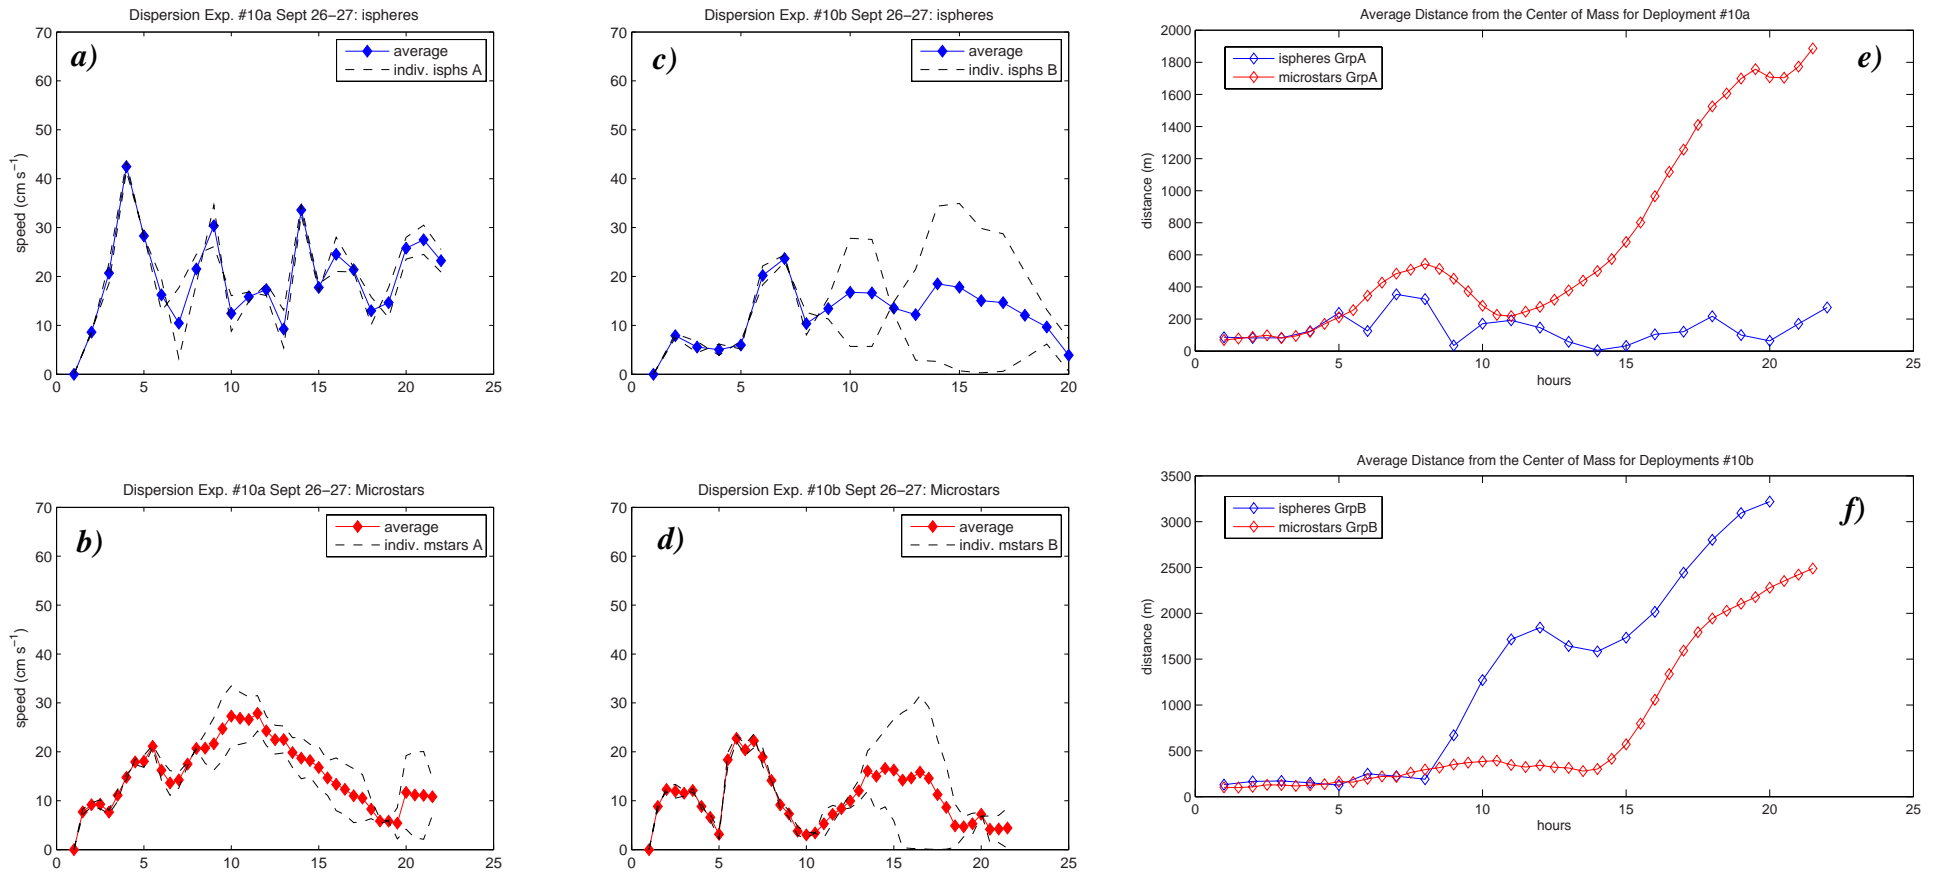 Dispersion Exp. #10a Sept 26−27: ispheres
a)
average
indiv. isphs A
70
60
50
40
30
20
10
0
speed (cm s−1)
0 5 10 15 20 25
Dispersion Exp. #10b Sept 26−27: ispheres
c)
average
indiv. isphs B
70
60
50
40
30
20
10
0
0 5 10 15 20
Average Distance from the Center of Mass for Deployment #10a
e)
ispheres GrpA
microstars GrpA
2000
1800
1600
1400
1200
1000
800
600
400
200
0
distance (m)
5 10 15 20 25
hours
Dispersion Exp. #10a Sept 26−27: Microstars
b)
average
indiv. mstars A
70
60
50
40
30
20
10
0
speed (cm s−1)
0 5 10 15 20 25
Dispersion Exp. #10b Sept 26−27: Microstars
d)
average
indiv. mstars B
70
60
50
40
30
20
10
0
0 5 10 15 20 25
Average Distance from the Center of Mass for Deployments #10b
f)
ispheres GrpB
microstars GrpB
3500
3000
2500
2000
1500
1000
500
0
distance (m)
5 10 15 20 25
hours